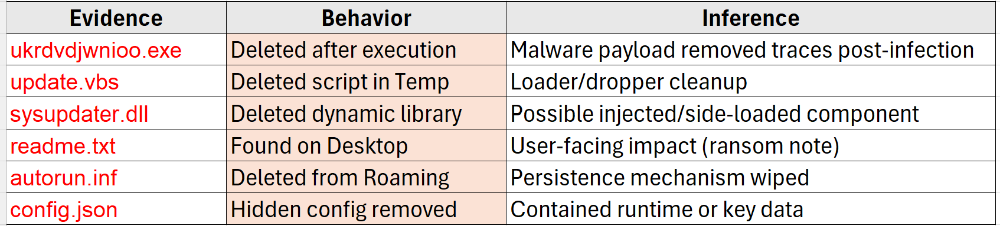 Evidence Behavior Inference
ukrdvdjwnioo.exe Deleted after execution Malware payload removed traces post-infection
update.vbs Deleted script in Temp Loader/dropper cleanup
sysupdater.dll Deleted dynamic library Possible injected/side-loaded component
readme.txt Found on Desktop User-facing impact (ransom note)
autorun.inf Deleted from Roaming Persistence mechanism wiped
config.json Hidden config removed Contained runtime or key data